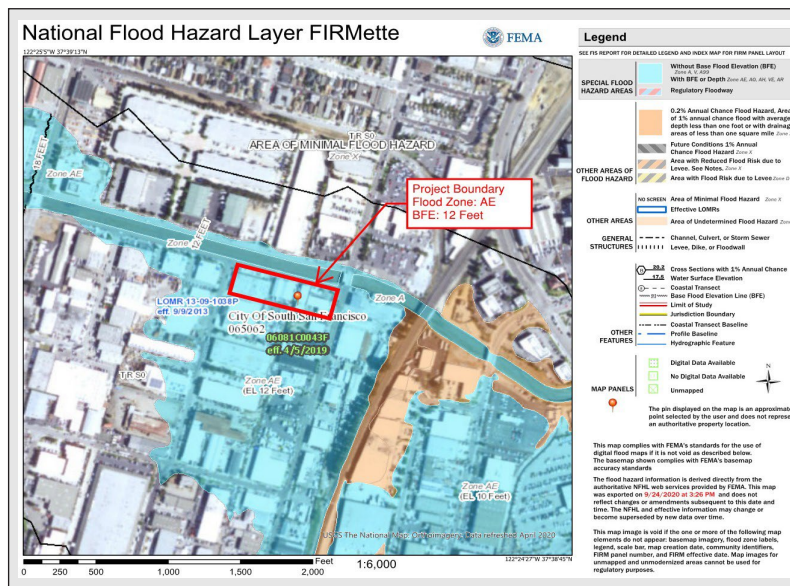 National Flood Hazard Layer FIRMette
FEMA
122°25'5"W 37°39'13"N
AREA OF MINIMAL FLOOD HAZARD
Zone X
T R S0
18 FEET
Zone AE
12 FEET
Zone
Project Boundary
Flood Zone: AE
BFE: 12 Feet
Zone A
LOMR 13-09-1038P
eff. 9/9/2013
City Of South San Francisco
065062
06081C0043F
eff. 4/5/2019
T R S0
Zone AE
(EL 12 Feet)
Zone AE
(EL 10 Feet)
USGS The National Map: Orthoimagery. Data refreshed April 2020
122°24'27"W 37°38'45"N
0 250 500 1,000 1,500 2,000 Feet 1:6,000
Legend
SEE FIS REPORT FOR DETAILED LEGEND AND INDEX MAP FOR FIRM PANEL LAYOUT
SPECIAL FLOOD HAZARD AREAS
Without Base Flood Elevation (BFE)
Zone A, V, A99
With BFE or Depth Zone AE, AO, AH, VE, AR
Regulatory Floodway
OTHER AREAS OF FLOOD HAZARD
0.2% Annual Chance Flood Hazard, Area
of 1% annual chance flood with average
depth less than one foot or with drainag
areas of less than one square mile Zone
Future Conditions 1% Annual
Chance Flood Hazard Zone X
Area with Reduced Flood Risk due to
Levee. See Notes. Zone X
Area with Flood Risk due to Levee Zone D
OTHER AREAS
NO SCREEN Area of Minimal Flood Hazard Zone X
Effective LOMRs
Area of Undetermined Flood Hazard Zon
GENERAL STRUCTURES
Channel, Culvert, or Storm Sewer
Levee, Dike, or Floodwall
OTHER FEATURES
20.2 Cross Sections with 1% Annual Chance
17.5 Water Surface Elevation
Coastal Transect
Base Flood Elevation Line (BFE)
Limit of Study
Jurisdiction Boundary
Coastal Transect Baseline
Profile Baseline
Hydrographic Feature
MAP PANELS
Digital Data Available
No Digital Data Available
Unmapped
N
The pin displayed on the map is an approximat
point selected by the user and does not represe
an authoritative property location.
This map complies with FEMA's standards for the use of
digital flood maps if it is not void as described below.
The basemap shown complies with FEMA's basemap
accuracy standards
The flood hazard information is derived directly from the
authoritative NFHL web services provided by FEMA. This map
was exported on 9/24/2020 at 3:26 PM and does not
reflect changes or amendments subsequent to this date and
time. The NFHL and effective information may change or
become superseded by new data over time.
This map image is void if the one or more of the following map
elements do not appear: basemap imagery, flood zone labels,
legend, scale bar, map creation date, community identifiers,
FIRM panel number, and FIRM effective date. Map images for
unmapped and unmodernized areas cannot be used for
regulatory purposes.